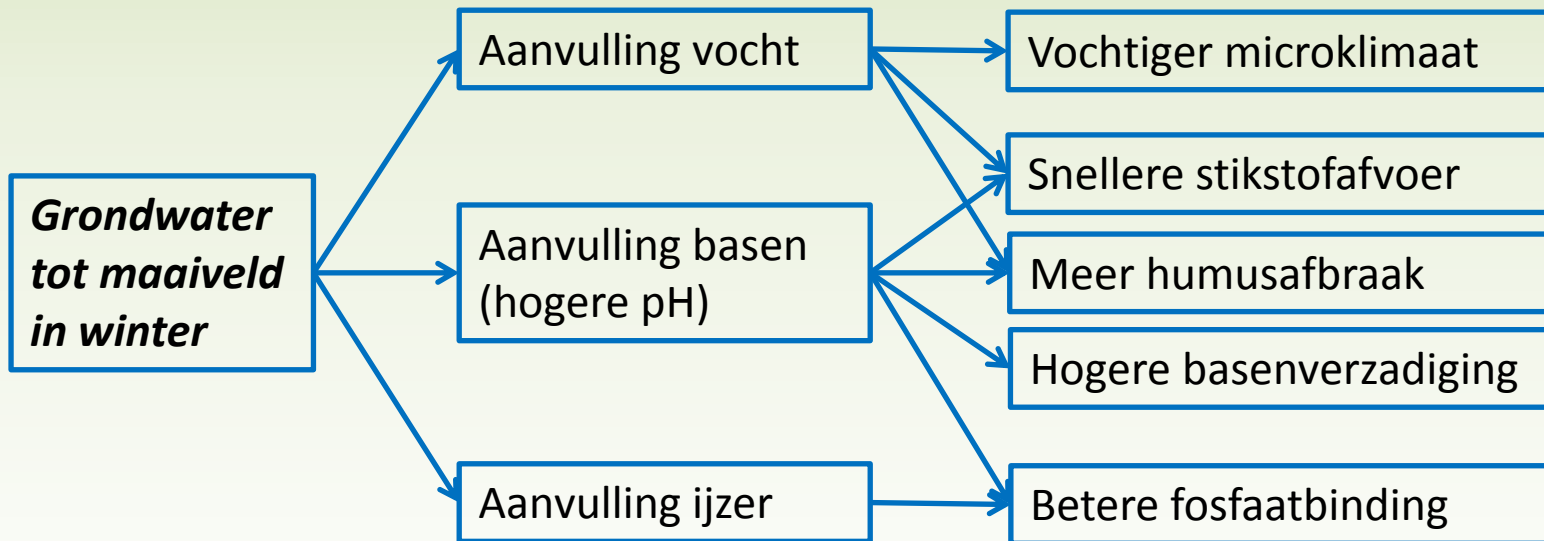 Grondwater
tot maaiveld
in winter
Aanvulling vocht
Aanvulling basen
(hogere pH)
Aanvulling ijzer
Vochtiger microklimaat
Snellere stikstofafvoer
Meer humusafbraak
Hogere basenverzadiging
Betere fosfaatbinding